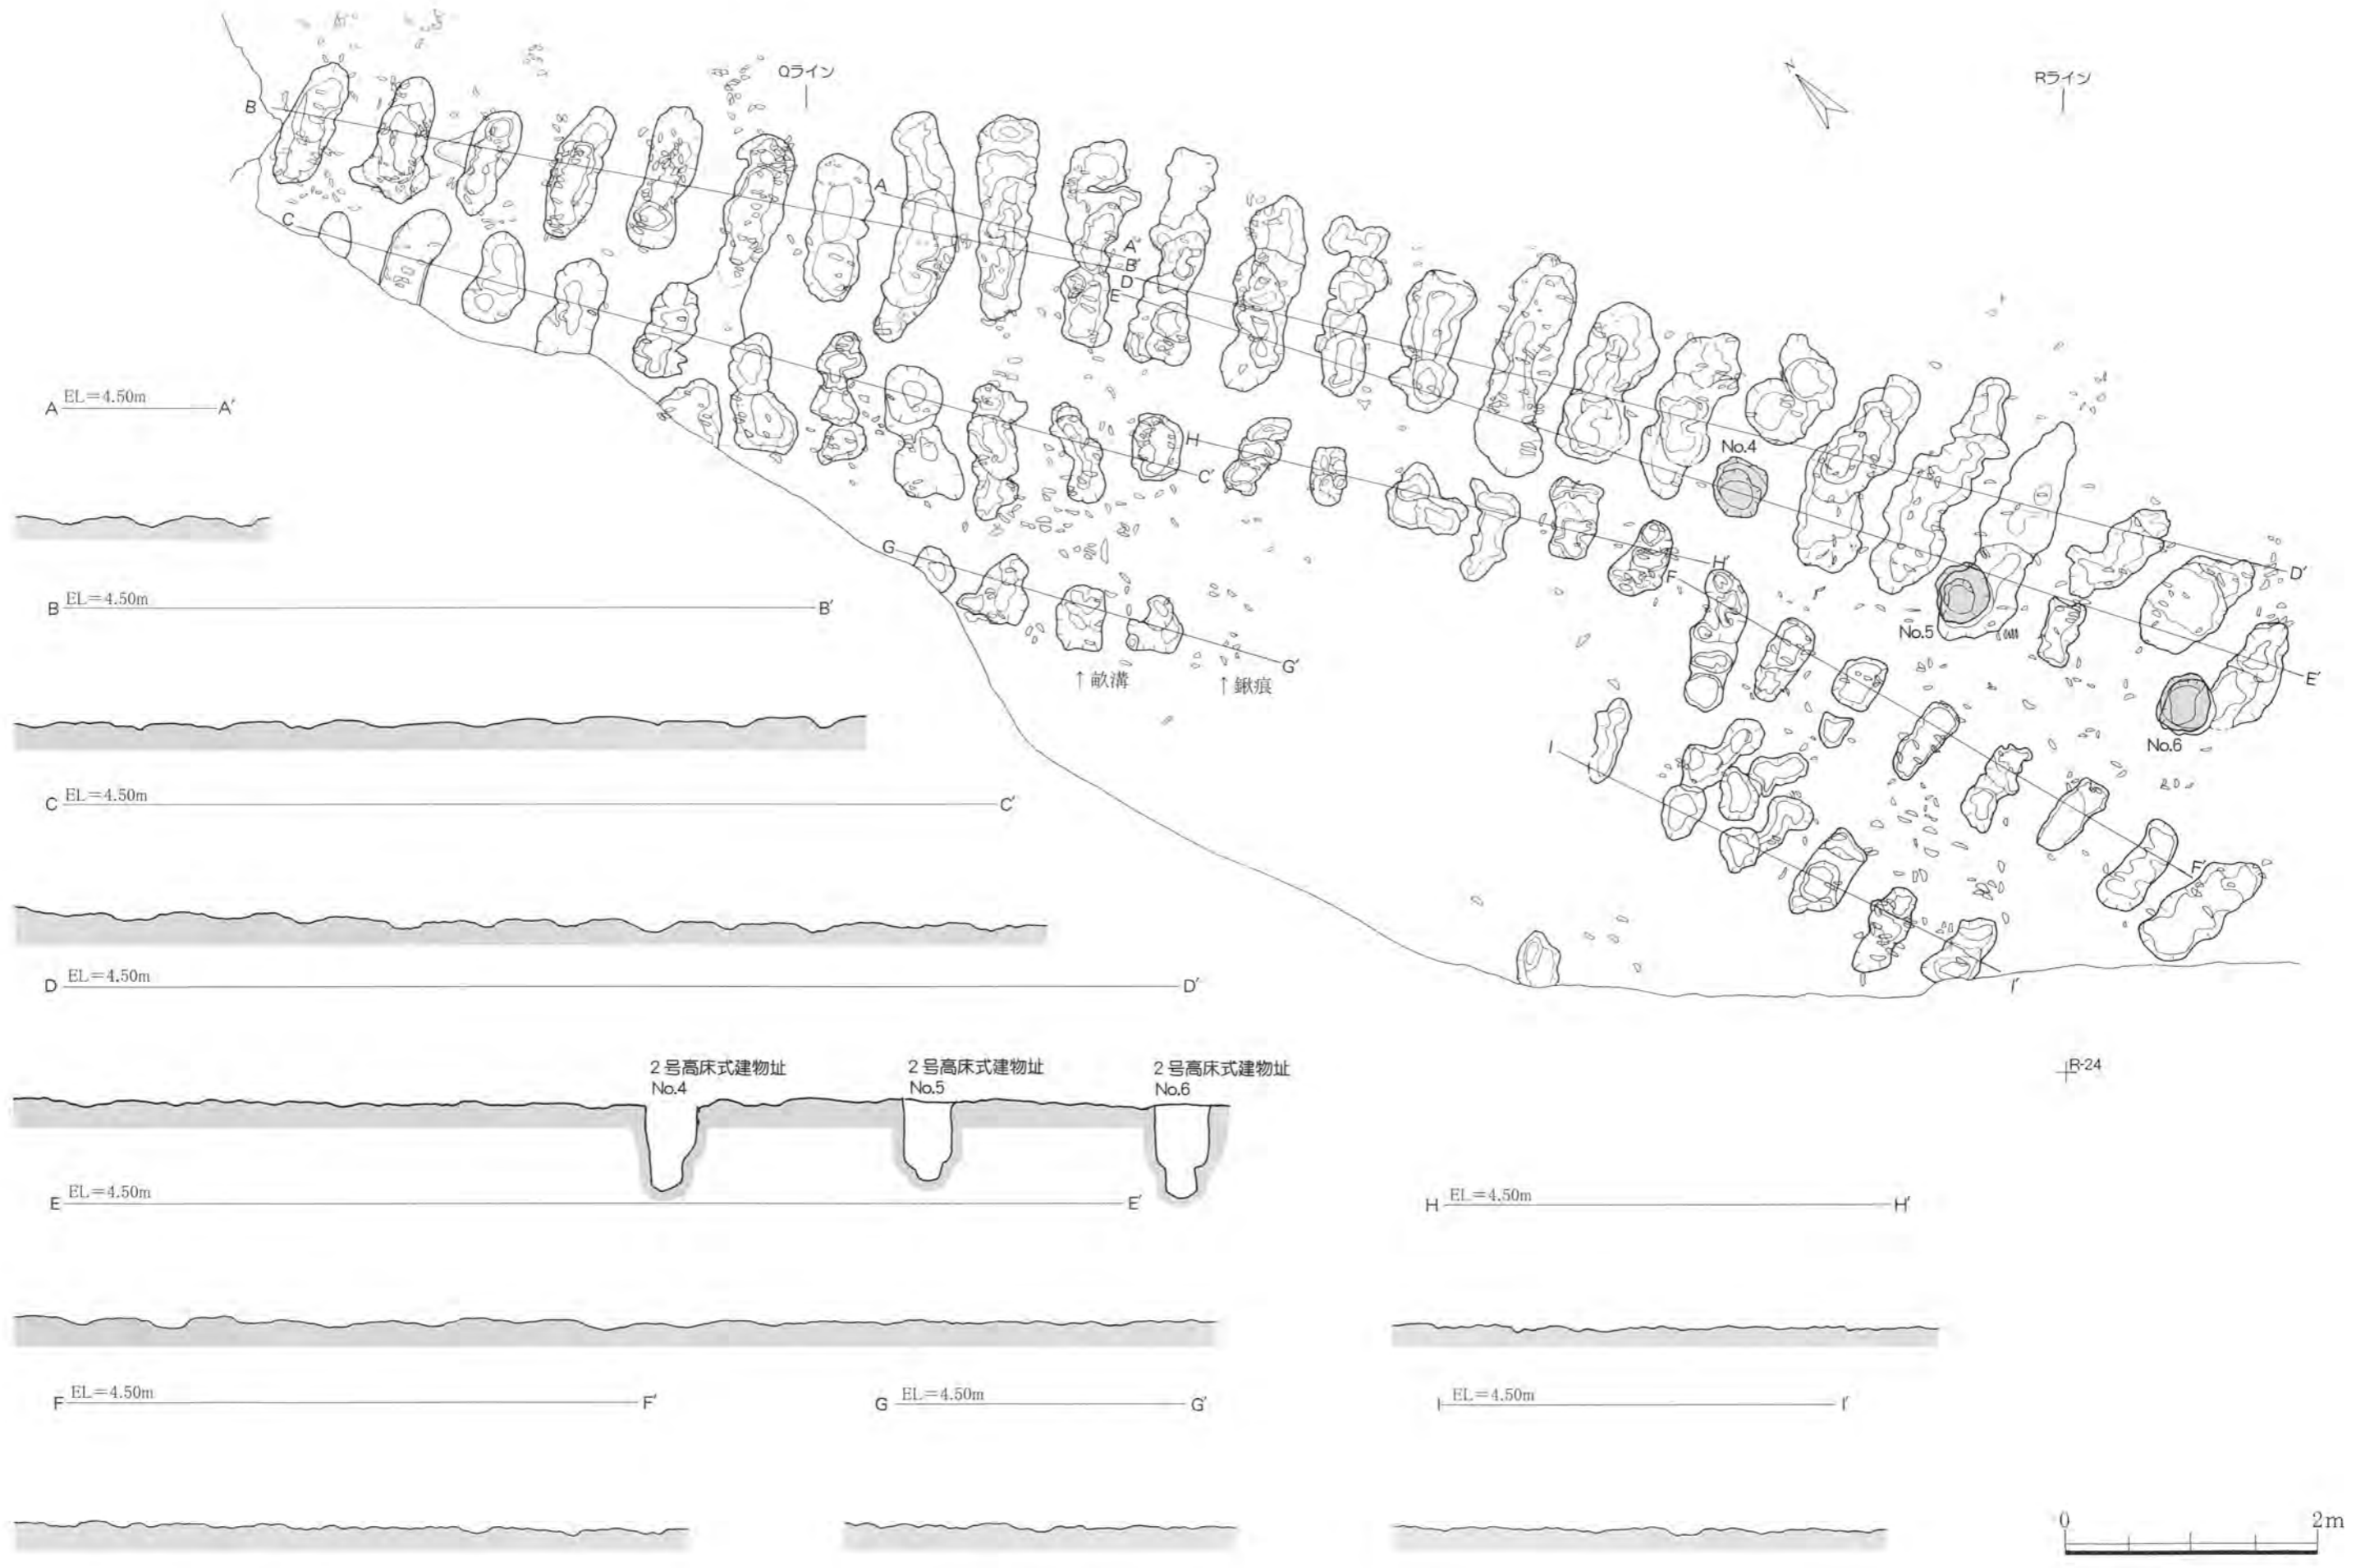 Qライン
Rライン
N
B
A
C
A′
B′
D
E
H
C′
No.4
G
H′
F
D′
No.5
E′
G′
No.6
↑畝溝
↑鍬痕
I
F′
I′
A EL=4.50m A′
B EL=4.50m B′
C EL=4.50m C′
D EL=4.50m D′
R-24
2号高床式建物址
No.4
2号高床式建物址
No.5
2号高床式建物址
No.6
E EL=4.50m E′
H EL=4.50m H′
F EL=4.50m F′
G EL=4.50m G′
I EL=4.50m I′
0 2m